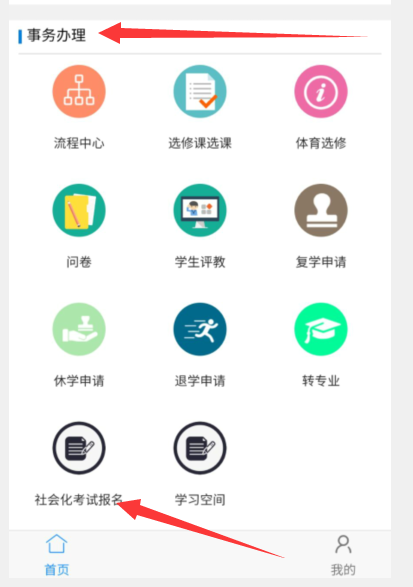 事务办理
流程中心 选修课选课 体育选修
问卷 学生评教 复学申请
休学申请 退学申请 转专业
社会化考试报名 学习空间
首页 我的